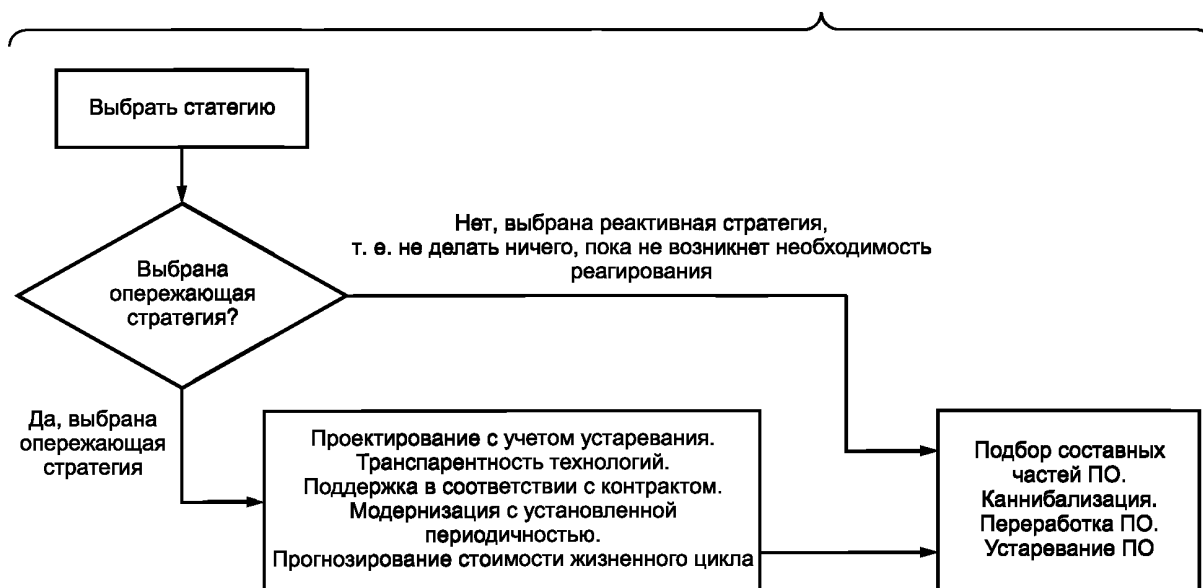 Выбрать статегию
Нет, выбрана реактивная стратегия,
т. е. не делать ничего, пока не возникнет необходимость
реагирования
Выбрана
опережающая
стратегия?
Да, выбрана
опережающая
стратегия
Проектирование с учетом устаревания.
Транспарентность технологий.
Поддержка в соответствии с контрактом.
Модернизация с установленной
периодичностью.
Прогнозирование стоимости жизненного цикла
Подбор составных
частей ПО.
Каннибализация.
Переработка ПО.
Устаревание ПО